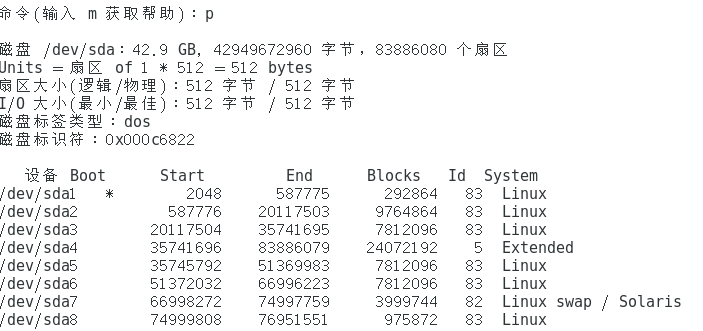 命令(输入 m 获取帮助)：p
磁盘 /dev/sda：42.9 GB, 42949672960 字节，83886080 个扇区
Units = 扇区 of 1 * 512 = 512 bytes
扇区大小(逻辑/物理)：512 字节 / 512 字节
I/O 大小(最小/最佳)：512 字节 / 512 字节
磁盘标签类型：dos
磁盘标识符：0x000c6822
设备 Boot      Start         End      Blocks   Id  System
/dev/sda1   *        2048      587775      292864   83  Linux
/dev/sda2          587776    20117503     9764864   83  Linux
/dev/sda3        20117504    35741695     7812096   83  Linux
/dev/sda4        35741696    83886079    24072192    5  Extended
/dev/sda5        35745792    51369983     7812096   83  Linux
/dev/sda6        51372032    66996223     7812096   83  Linux
/dev/sda7        66998272    74997759     3999744   82  Linux swap / Solaris
/dev/sda8        74999808    76951551      975872   83  Linux